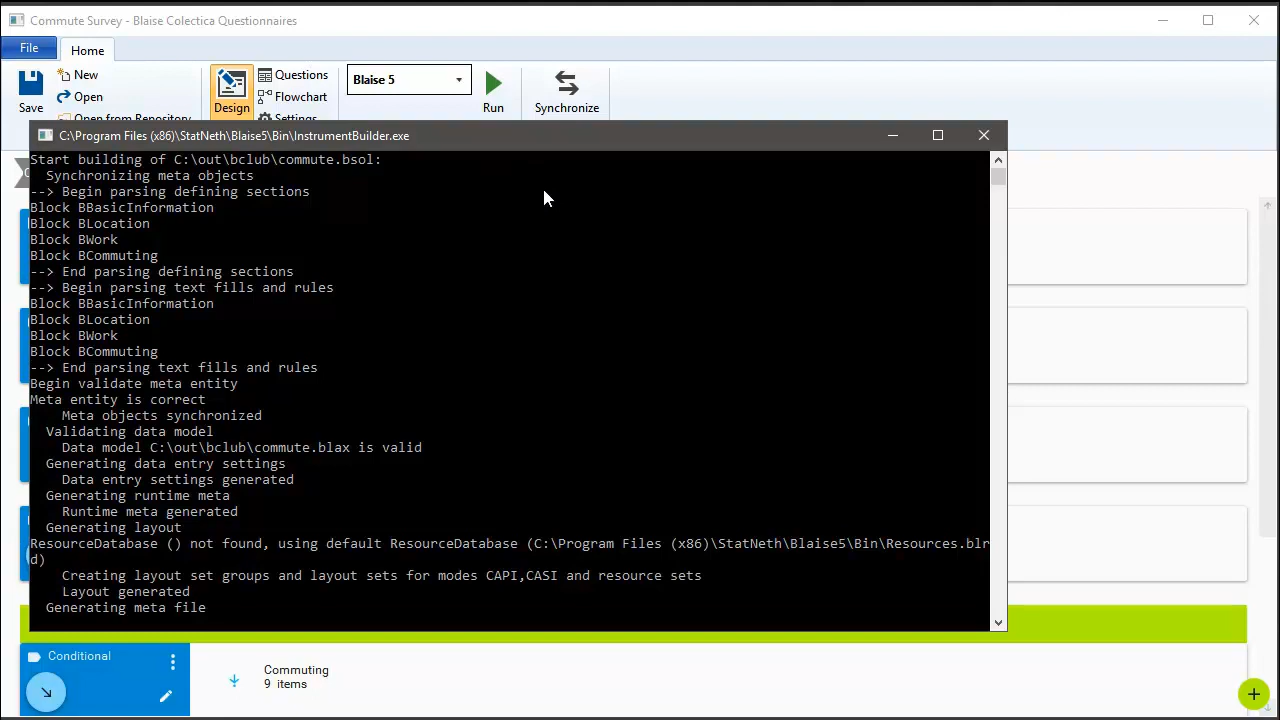 Commute Survey - Blaise Colectica Questionnaires
File
Home
Save
New
Open
Open from Repository
Design
Questions
Flowchart
Settings
Blaise 5
Run
Synchronize
C:\Program Files (x86)\StatNeth\Blaise5\Bin\InstrumentBuilder.exe
Start building of C:\out\bclub\commute.bsol:
Synchronizing meta objects
--> Begin parsing defining sections
Block BBasicInformation
Block BLocation
Block BWork
Block BCommuting
--> End parsing defining sections
--> Begin parsing text fills and rules
Block BBasicInformation
Block BLocation
Block BWork
Block BCommuting
--> End parsing text fills and rules
Begin validate meta entity
Meta entity is correct
Meta objects synchronized
Validating data model
Data model C:\out\bclub\commute.blax is valid
Generating data entry settings
Data entry settings generated
Generating runtime meta
Runtime meta generated
Generating layout
ResourceDatabase () not found, using default ResourceDatabase (C:\Program Files (x86)\StatNeth\Blaise5\Bin\Resources.blr
d)
Creating layout set groups and layout sets for modes CAPI,CASI and resource sets
Layout generated
Generating meta file
Conditional
Commuting
9 items